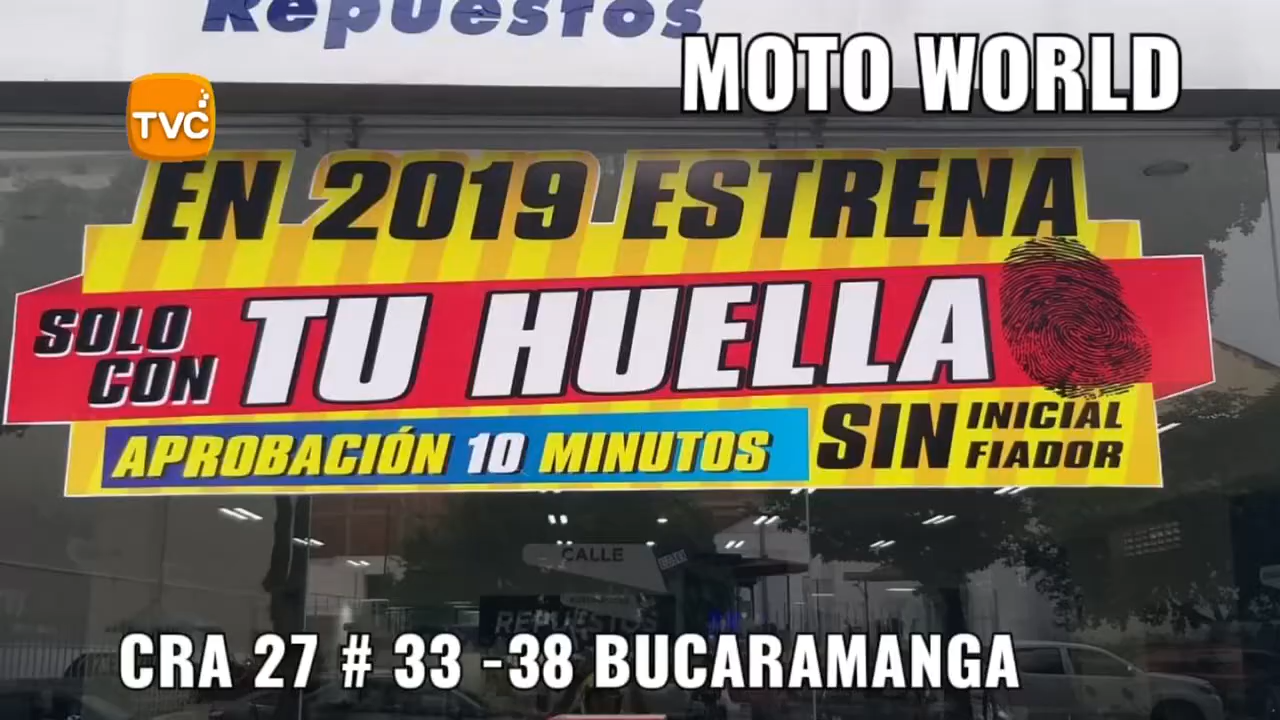 Repuestos
MOTO WORLD
TVC
EN 2019 ESTRENA
SOLO CON TU HUELLA
APROBACIÓN 10 MINUTOS
SIN INICIAL FIADOR
CALLE
REPUESTOS
CRA 27 # 33 -38 BUCARAMANGA